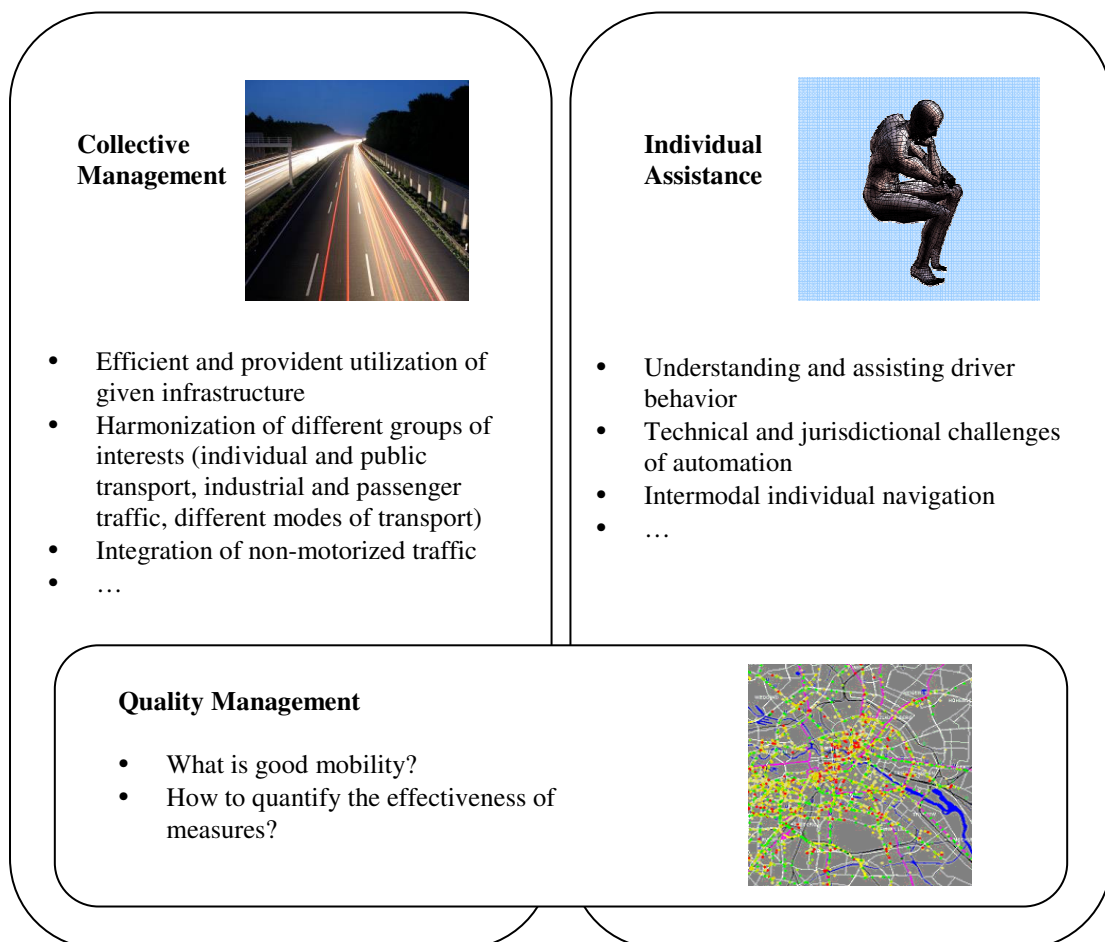 Collective
Management
• Efficient and provident utilization of
given infrastructure
• Harmonization of different groups of
interests (individual and public
transport, industrial and passenger
traffic, different modes of transport)
• Integration of non-motorized traffic
• …
Individual
Assistance
• Understanding and assisting driver
behavior
• Technical and jurisdictional challenges
of automation
• Intermodal individual navigation
• …
Quality Management
• What is good mobility?
• How to quantify the effectiveness of
measures?